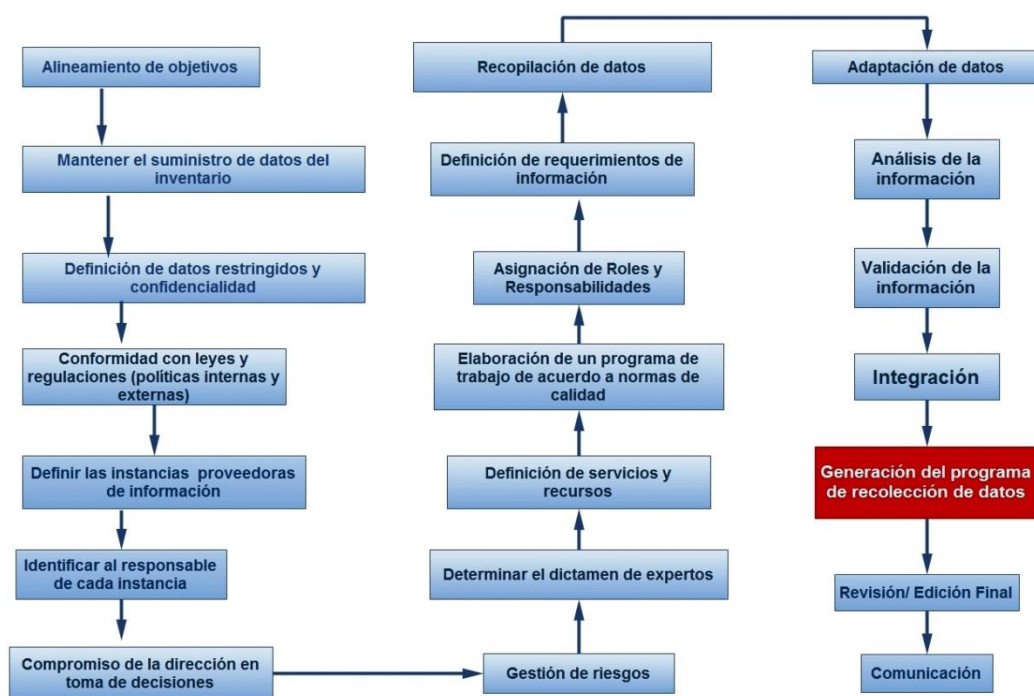 Alineamiento de objetivos
Mantener el suministro de datos del
inventario
Definición de datos restringidos y
confidencialidad
Conformidad con leyes y
regulaciones (políticas internas y
externas)
Definir las instancias proveedoras
de información
Identificar al responsable
de cada instancia
Compromiso de la dirección en
toma de decisiones
Gestión de riesgos
Determinar el dictamen de expertos
Definición de servicios y
recursos
Elaboración de un programa de
trabajo de acuerdo a normas de
calidad
Asignación de Roles y
Responsabilidades
Definición de requerimientos de
información
Recopilación de datos
Adaptación de datos
Análisis de la
información
Validación de la
información
Integración
Generación del programa
de recolección de datos
Revisión/ Edición Final
Comunicación